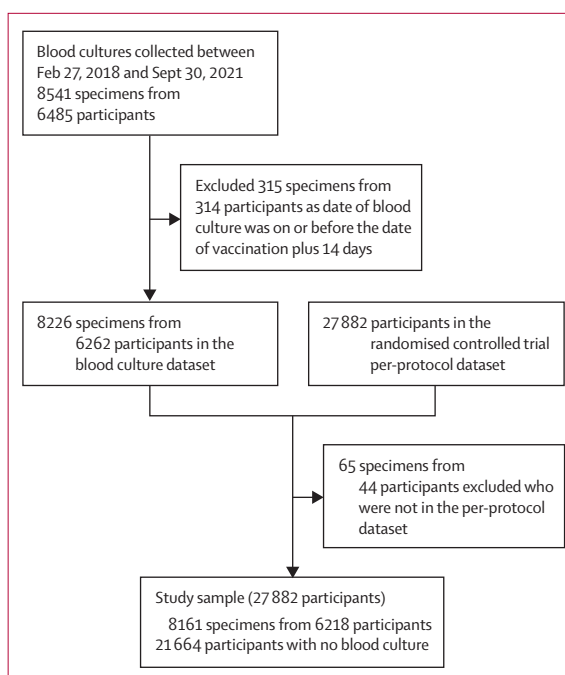 Blood cultures collected between
Feb 27, 2018 and Sept 30, 2021
8541 specimens from
6485 participants
Excluded 315 specimens from
314 participants as date of blood
culture was on or before the date
of vaccination plus 14 days
8226 specimens from
6262 participants in the
blood culture dataset
27 882 participants in the
randomised controlled trial
per-protocol dataset
65 specimens from
44 participants excluded who
were not in the per-protocol
dataset
Study sample (27 882 participants)
8161 specimens from 6218 participants
21 664 participants with no blood culture